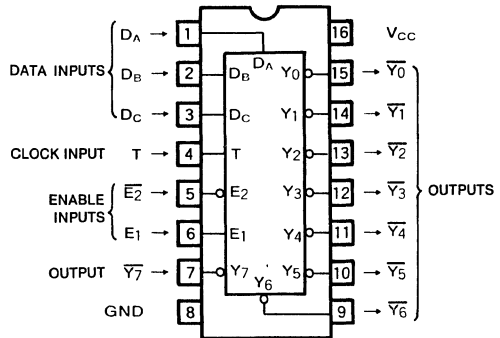 DATA INPUTS
D_A → 1
D_B → 2
D_C → 3
CLOCK INPUT T → 4
ENABLE INPUTS
E̅2̅ → 5
E1 → 6
OUTPUT Y̅7̅ ← 7
GND 8
D_A
D_B
D_C
T
E2
E1
Y7
Y6
Y0
Y1
Y2
Y3
Y4
Y5
16 VCC
15 → Y̅0̅
14 → Y̅1̅
13 → Y̅2̅
12 → Y̅3̅
11 → Y̅4̅
10 → Y̅5̅
9 → Y̅6̅
OUTPUTS